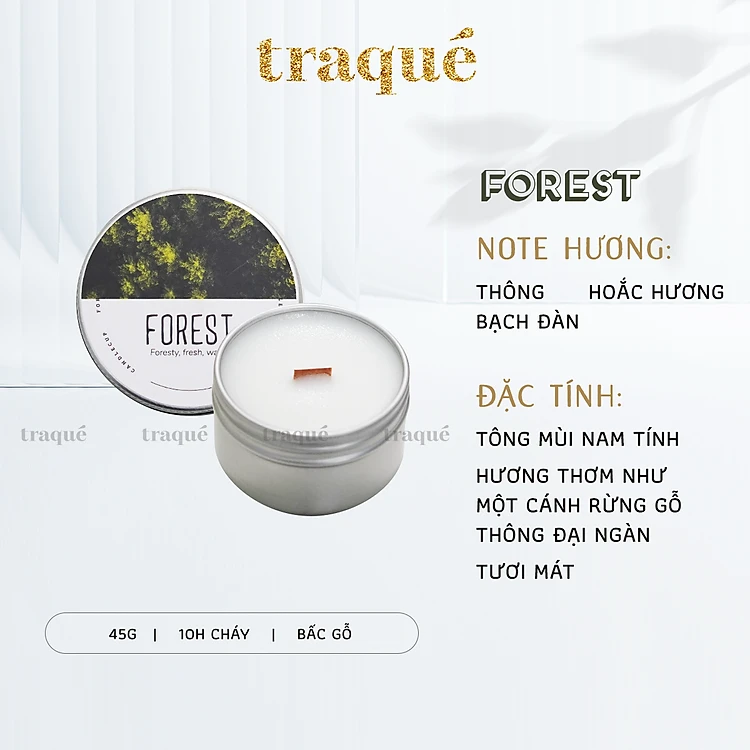 traqué
FOREST
NOTE HƯƠNG:
THÔNG HOẮC HƯƠNG
BẠCH ĐÀN
ĐẶC TÍNH:
TÔNG MÙI NAM TÍNH
HƯƠNG THƠM NHƯ
MỘT CÁNH RỪNG GỖ
THÔNG ĐẠI NGÀN
TƯƠI MÁT
FOREST
Foresty, fresh,
CANDLECUP
traqué traqué traqué traqué
45G | 10H CHÁY | BẤC GỖ